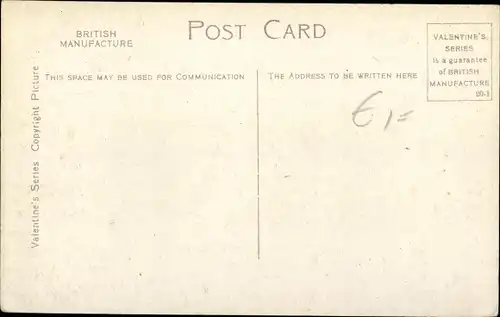 BRITISH
MANUFACTURE
POST CARD
VALENTINE'S
SERIES
is a guarantee
of BRITISH
MANUFACTURE
THIS SPACE MAY BE USED FOR COMMUNICATION
THE ADDRESS TO BE WRITTEN HERE
Valentine's Series Copyright Picture